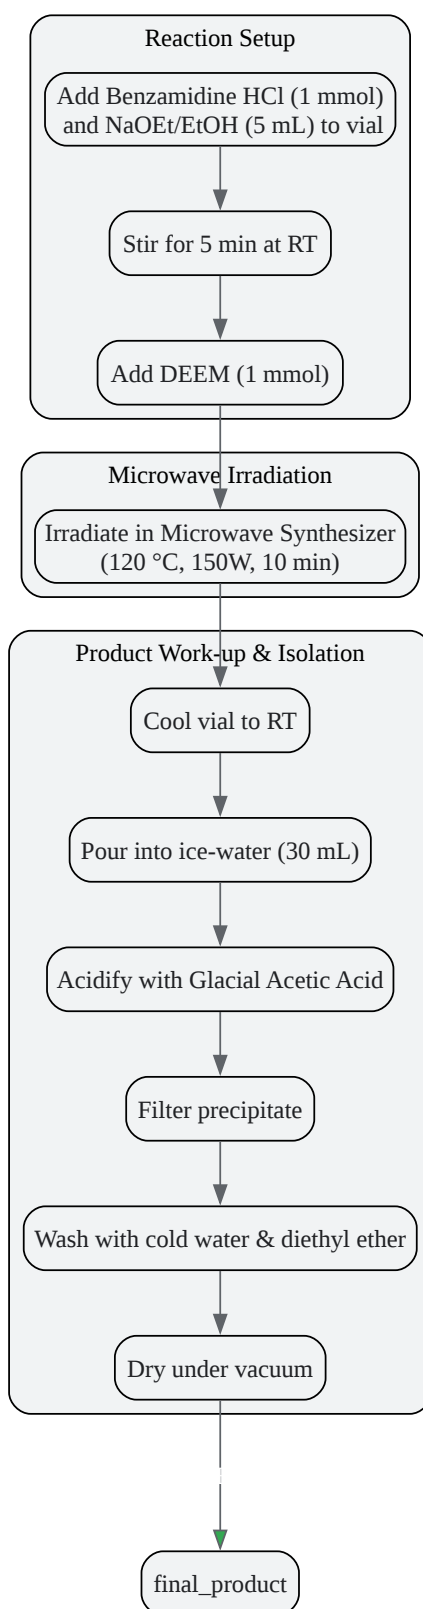 Reaction Setup
Add Benzamidine HCl (1 mmol)
and NaOEt/EtOH (5 mL) to vial
Stir for 5 min at RT
Add DEEM (1 mmol)
Microwave Irradiation
Irradiate in Microwave Synthesizer
(120 °C, 150W, 10 min)
Product Work-up & Isolation
Cool vial to RT
Pour into ice-water (30 mL)
Acidify with Glacial Acetic Acid
Filter precipitate
Wash with cold water & diethyl ether
Dry under vacuum
final_product